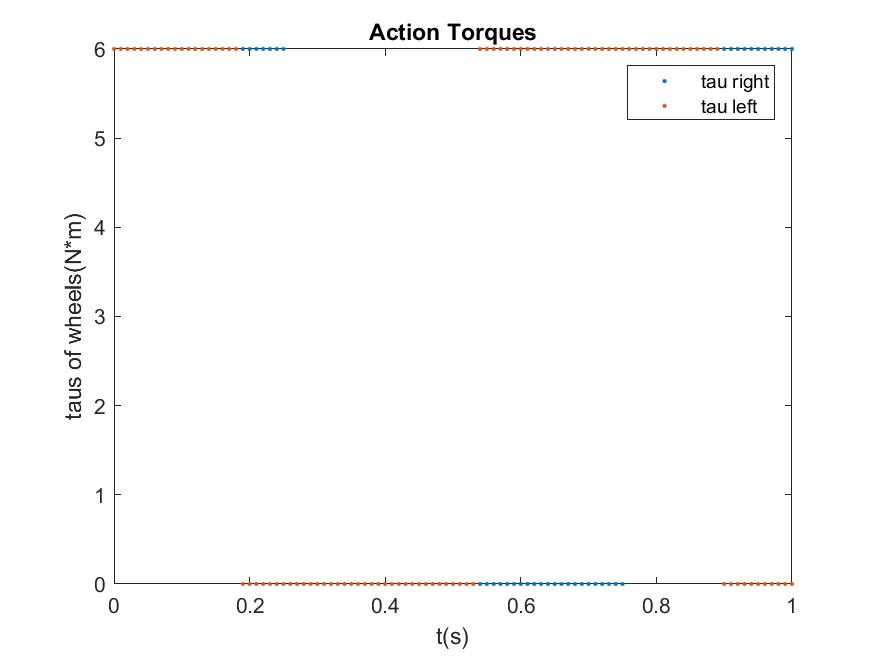 Action Torques
6
5
4
3
2
1
0
taus of wheels(N*m)
tau right
tau left
0 0.2 0.4 0.6 0.8 1
t(s)